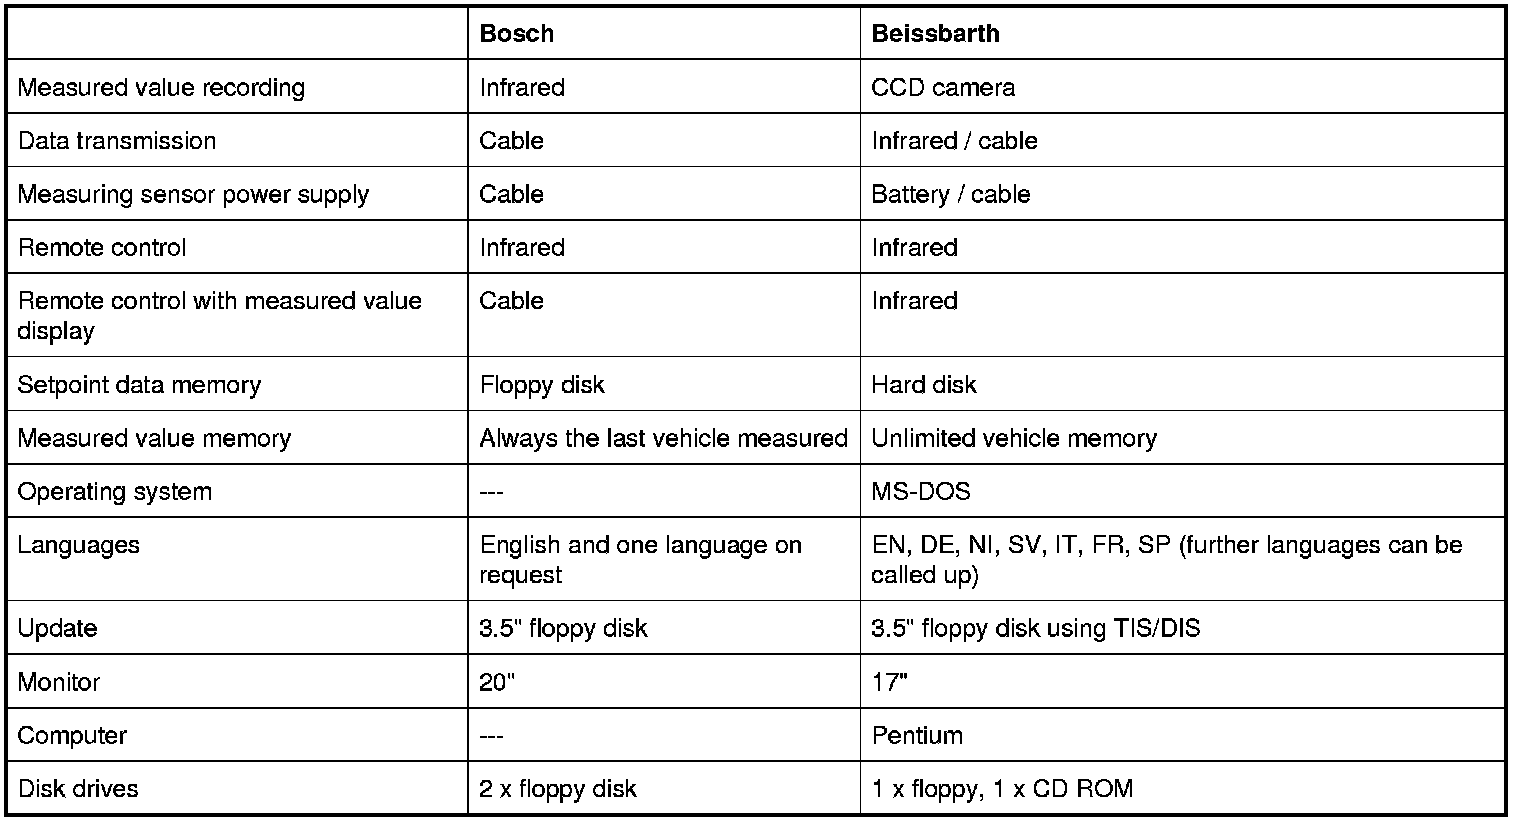 Bosch Beissbarth
Measured value recording Infrared CCD camera
Data transmission Cable Infrared / cable
Measuring sensor power supply Cable Battery / cable
Remote control Infrared Infrared
Remote control with measured value Cable Infrared
display
Setpoint data memory Floppy disk Hard disk
Measured value memory Always the last vehicle measured Unlimited vehicle memory
Operating system --- MS-DOS
Languages English and one language on EN, DE, NI, SV, IT, FR, SP (further languages can be
request called up)
Update 3.5" floppy disk 3.5" floppy disk using TIS/DIS
Monitor 20" 17"
Computer --- Pentium
Disk drives 2 x floppy disk 1 x floppy, 1 x CD ROM